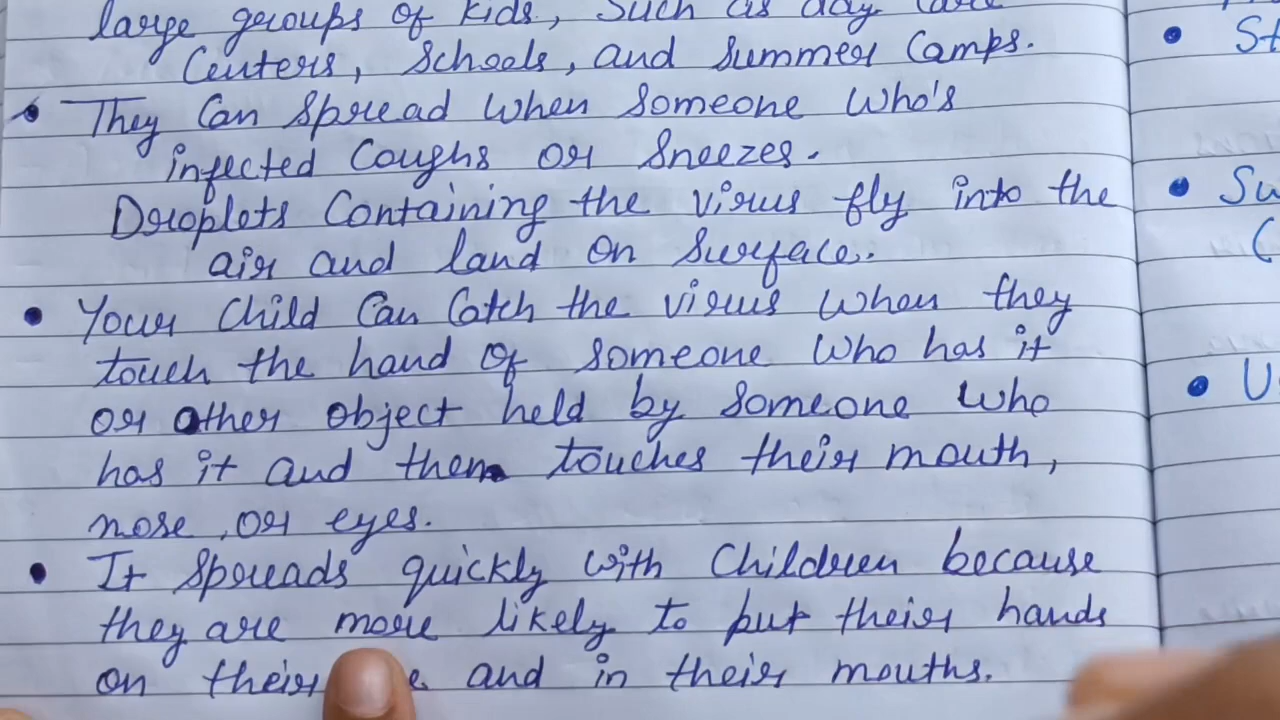 large groups of kids, such as day care
Centers, Schools, and Summer Camps.
They Can Spread When Someone Who's
infected Coughs or Sneezes.
Droplets Containing the virus fly into the
air and land on Surface.
Your Child Can Catch the virus when they
touch the hand of Someone Who has it
or other object held by Someone who
has it and then touches their mouth,
nose, or eyes.
It Spreads quickly with Children because
they are more likely to put their hands
on their and in their mouths.
St
Su
(
U